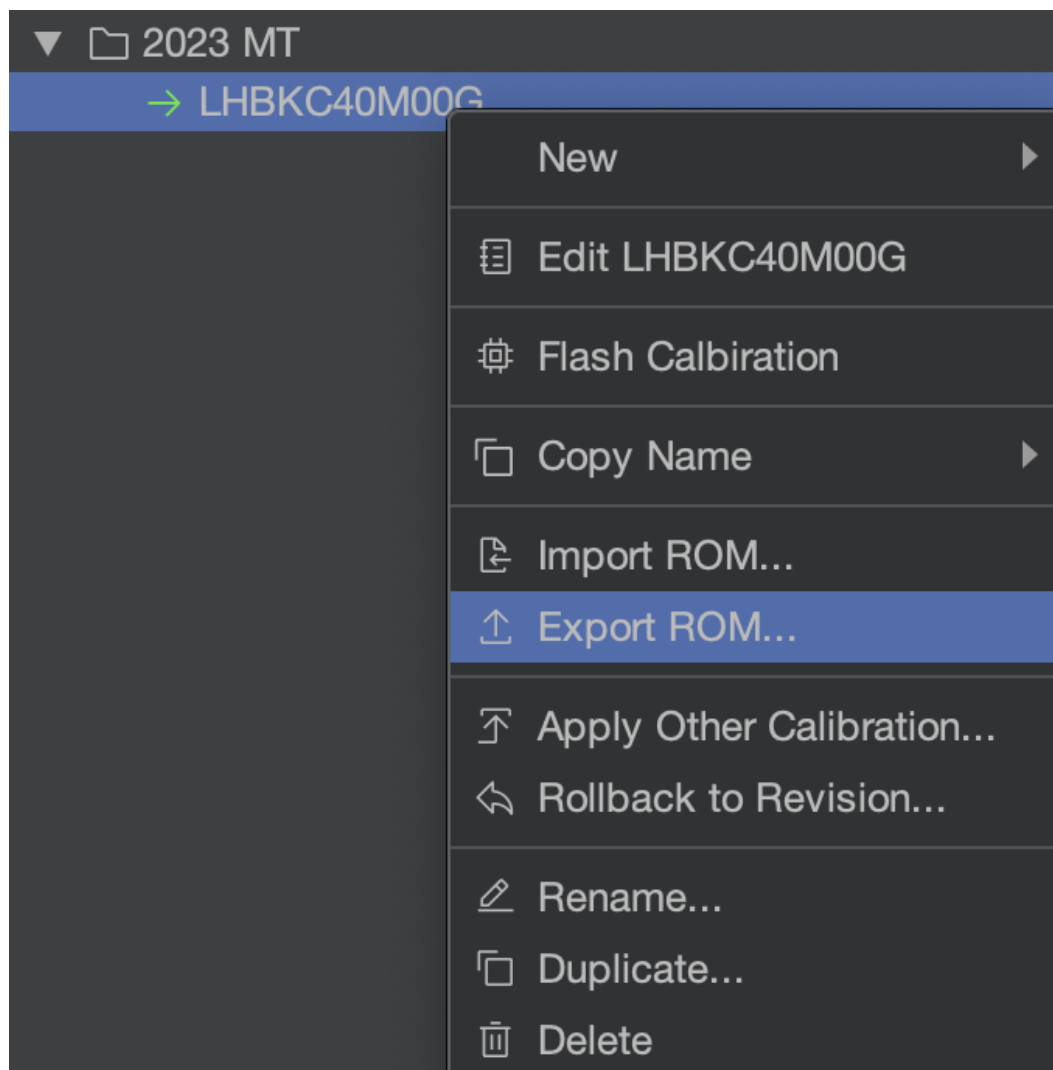 2023 MT
LHBKC40M00G
New
Edit LHBKC40M00G
Flash Calbiration
Copy Name
Import ROM...
Export ROM...
Apply Other Calibration...
Rollback to Revision...
Rename...
Duplicate...
Delete